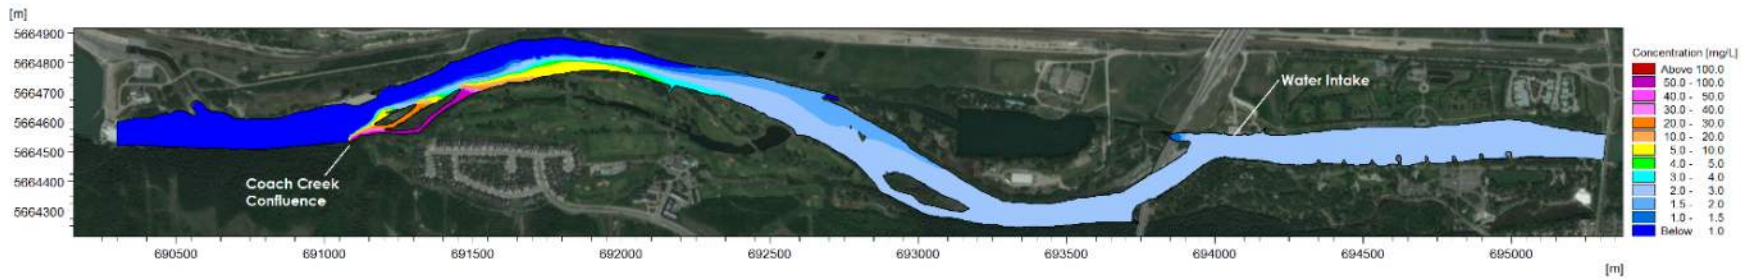 [m]
5664900
5664800
5664700
5664600
5664500
5664400
5664300
Coach Creek
Confluence
Water Intake
690500 691000 691500 692000 692500 693000 693500 694000 694500 695000
[m]
Concentration [mg/L]
Above 100.0
50.0 - 100.0
40.0 - 50.0
30.0 - 40.0
20.0 - 30.0
10.0 - 20.0
5.0 - 10.0
4.0 - 5.0
3.0 - 4.0
2.0 - 3.0
1.5 - 2.0
1.0 - 1.5
Below 1.0